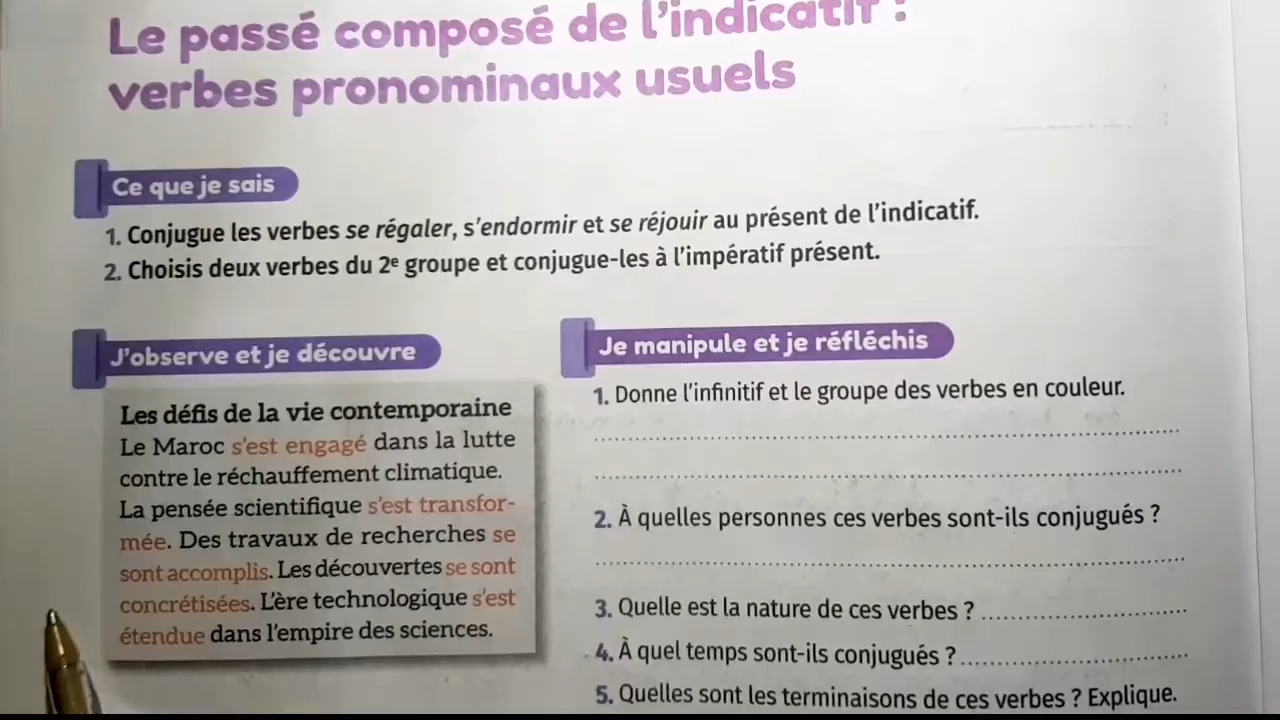 Le passé composé de l'indicatif :
verbes pronominaux usuels
Ce que je sais
1. Conjugue les verbes se régaler, s'endormir et se réjouir au présent de l'indicatif.
2. Choisis deux verbes du 2e groupe et conjugue-les à l'impératif présent.
J'observe et je découvre
Les défis de la vie contemporaine
Le Maroc s'est engagé dans la lutte
contre le réchauffement climatique.
La pensée scientifique s'est transfor-
mée. Des travaux de recherches se
sont accomplis. Les découvertes se sont
concrétisées. L'ère technologique s'est
étendue dans l'empire des sciences.
Je manipule et je réfléchis
1. Donne l'infinitif et le groupe des verbes en couleur.
2. À quelles personnes ces verbes sont-ils conjugués ?
3. Quelle est la nature de ces verbes ?
4. À quel temps sont-ils conjugués ?
5. Quelles sont les terminaisons de ces verbes ? Explique.